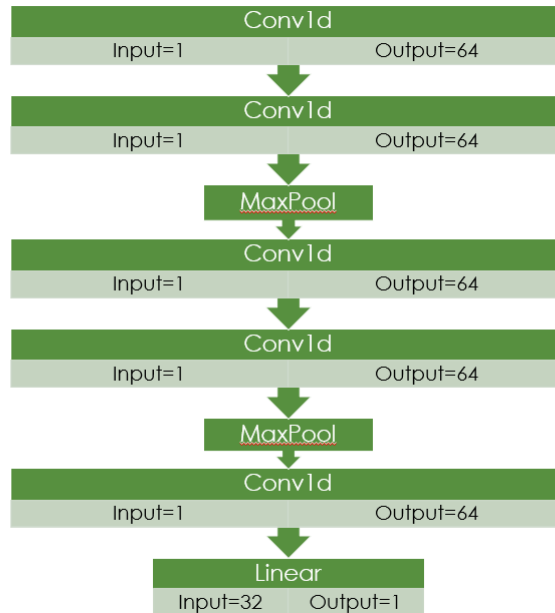 Conv1d
Input=1 Output=64
Conv1d
Input=1 Output=64
MaxPool
Conv1d
Input=1 Output=64
Conv1d
Input=1 Output=64
MaxPool
Conv1d
Input=1 Output=64
Linear
Input=32 Output=1